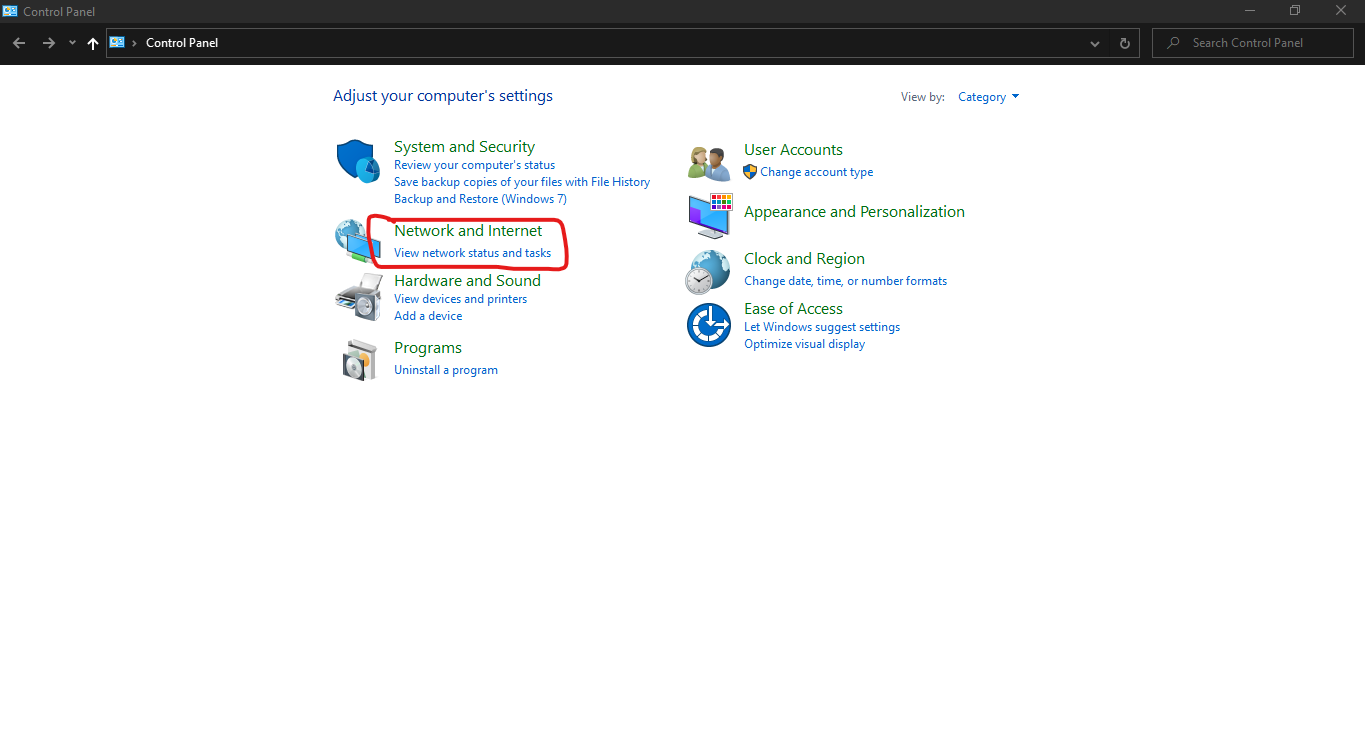 Control Panel
Control Panel
Search Control Panel
Adjust your computer's settings
View by: Category
System and Security
Review your computer's status
Save backup copies of your files with File History
Backup and Restore (Windows 7)
Network and Internet
View network status and tasks
Hardware and Sound
View devices and printers
Add a device
Programs
Uninstall a program
User Accounts
Change account type
Appearance and Personalization
Clock and Region
Change date, time, or number formats
Ease of Access
Let Windows suggest settings
Optimize visual display